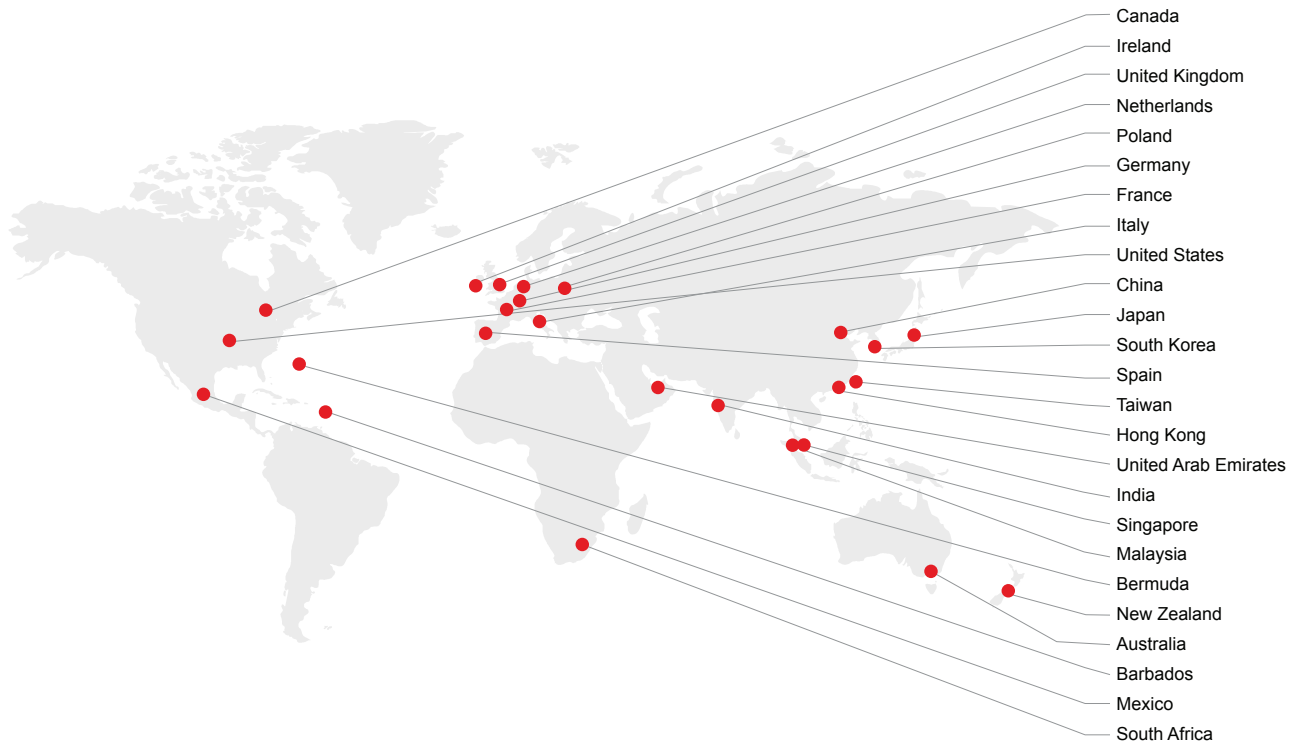 Canada
Ireland
United Kingdom
Netherlands
Poland
Germany
France
Italy
United States
China
Japan
South Korea
Spain
Taiwan
Hong Kong
United Arab Emirates
India
Singapore
Malaysia
Bermuda
New Zealand
Australia
Barbados
Mexico
South Africa